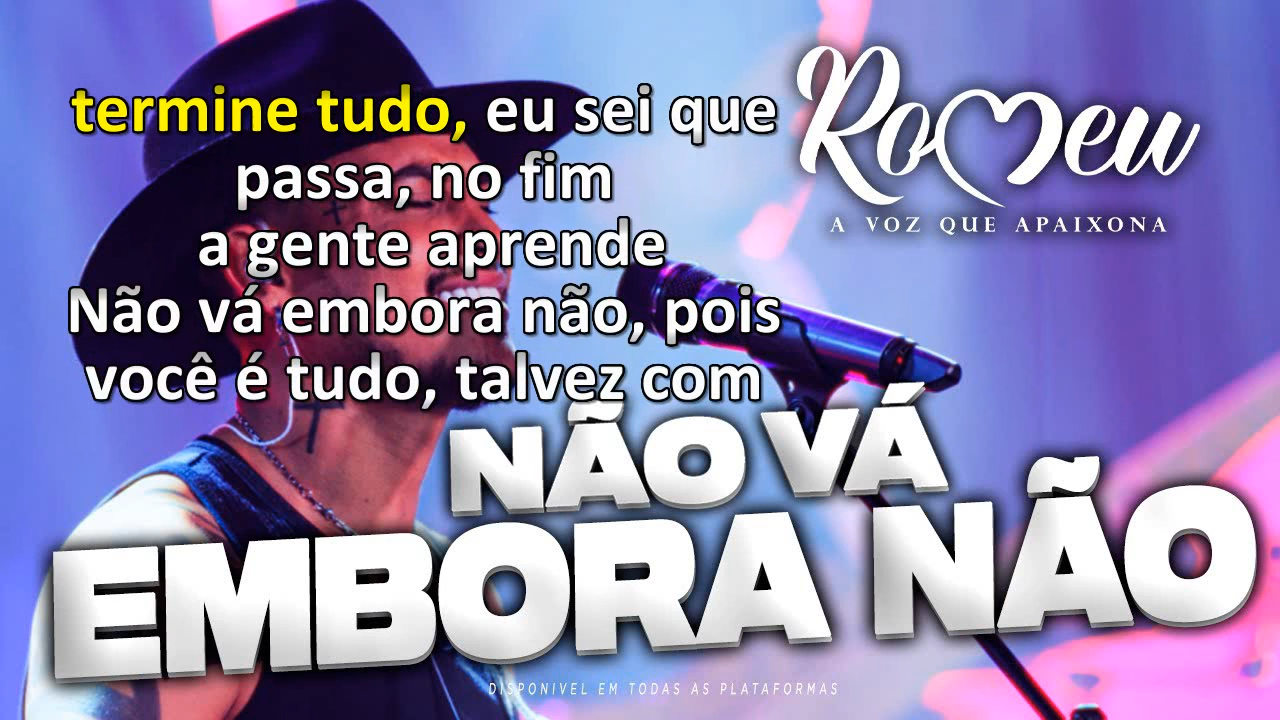 termine tudo, eu sei que
passa, no fim
a gente aprende
Não vá embora não, pois
você é tudo, talvez com
Romeu
A VOZ QUE APAIXONA
NÃO VÁ
EMBORA NÃO
DISPONIVEL EM TODAS AS PLATAFORMAS